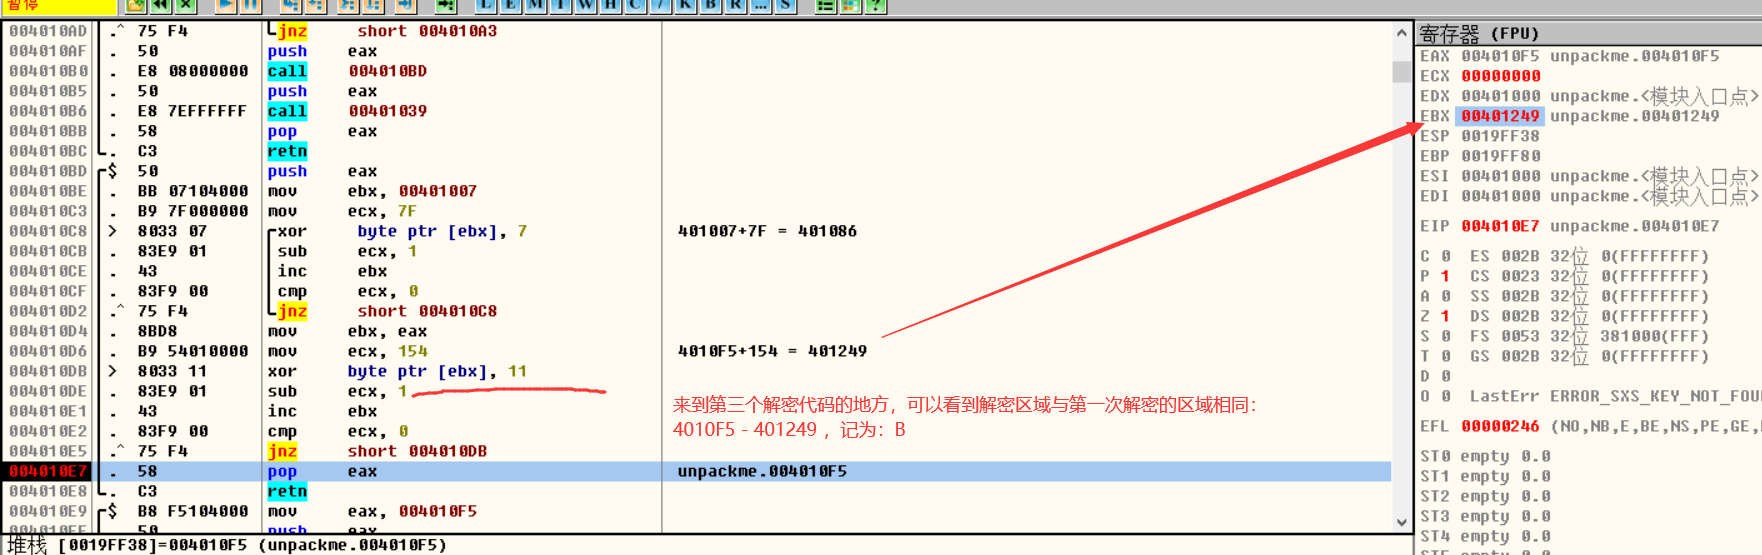 暂停
L E M T W H C / K B R ... S ?
004010AD .^ 75 F4 jnz short 004010A3
004010AF . 50 push eax
004010B0 . E8 08000000 call 004010BD
004010B5 . 50 push eax
004010B6 . E8 7EFFFFFF call 00401039
004010BB . 58 pop eax
004010BC . C3 retn
004010BD $ 50 push eax
004010BE . BB 07104000 mov ebx, 00401007
004010C3 . B9 7F000000 mov ecx, 7F
004010C8 > 8033 07 xor byte ptr [ebx], 7 401007+7F = 401086
004010CB . 83E9 01 sub ecx, 1
004010CE . 43 inc ebx
004010CF . 83F9 00 cmp ecx, 0
004010D2 .^ 75 F4 jnz short 004010C8
004010D4 . 8BD8 mov ebx, eax
004010D6 . B9 54010000 mov ecx, 154 4010F5+154 = 401249
004010DB > 8033 11 xor byte ptr [ebx], 11
004010DE . 83E9 01 sub ecx, 1
004010E1 . 43 inc ebx
004010E2 . 83F9 00 cmp ecx, 0
004010E5 .^ 75 F4 jnz short 004010DB
004010E7 . 58 pop eax unpackme.004010F5
004010E8 . C3 retn
004010E9 $ B8 F5104000 mov eax, 004010F5
004010EE . 50 push eax
来到第三个解密代码的地方，可以看到解密区域与第一次解密的区域相同：
4010F5 - 401249 ，记为：B
堆栈 [0019FF38]=004010F5 (unpackme.004010F5)
寄存器 (FPU)
EAX 004010F5 unpackme.004010F5
ECX 00000000
EDX 00401000 unpackme.<模块入口点>
EBX 00401249 unpackme.00401249
ESP 0019FF38
EBP 0019FF80
ESI 00401000 unpackme.<模块入口点>
EDI 00401000 unpackme.<模块入口点>
EIP 004010E7 unpackme.004010E7
C 0 ES 002B 32位 0(FFFFFFFF)
P 1 CS 0023 32位 0(FFFFFFFF)
A 0 SS 002B 32位 0(FFFFFFFF)
Z 1 DS 002B 32位 0(FFFFFFFF)
S 0 FS 0053 32位 381000(FFF)
T 0 GS 002B 32位 0(FFFFFFFF)
D 0
O 0 LastErr ERROR_SXS_KEY_NOT_FOU
EFL 00000246 (NO,NB,E,BE,NS,PE,GE,
ST0 empty 0.0
ST1 empty 0.0
ST2 empty 0.0
ST3 empty 0.0
ST4 empty 0.0